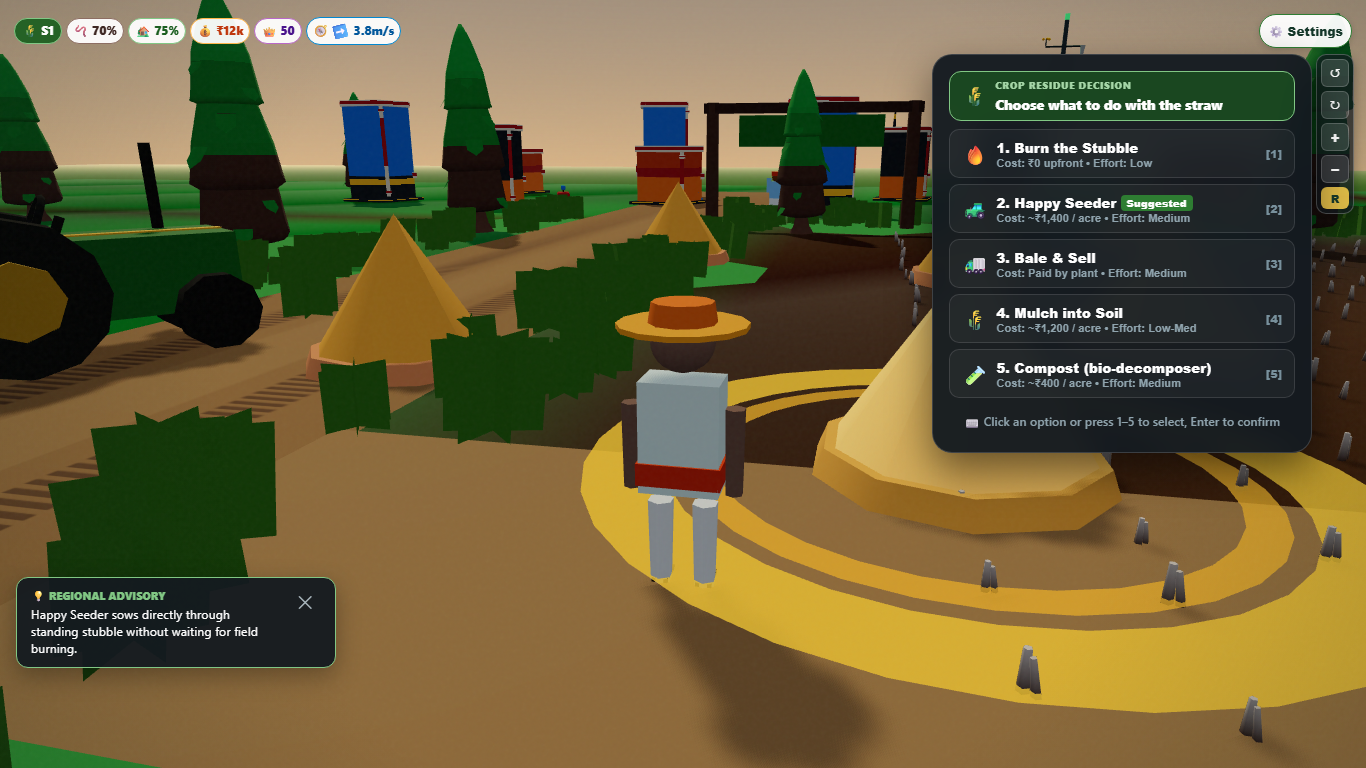 S1
70%
75%
₹12k
50
3.8m/s
Settings
CROP RESIDUE DECISION
Choose what to do with the straw
1. Burn the Stubble
Cost: ₹0 upfront • Effort: Low
[1]
2. Happy Seeder Suggested
Cost: ~₹1,400 / acre • Effort: Medium
[2]
3. Bale & Sell
Cost: Paid by plant • Effort: Medium
[3]
4. Mulch into Soil
Cost: ~₹1,200 / acre • Effort: Low-Med
[4]
5. Compost (bio-decomposer)
Cost: ~₹400 / acre • Effort: Medium
[5]
Click an option or press 1–5 to select, Enter to confirm
↺
↻
+
−
R
REGIONAL ADVISORY
Happy Seeder sows directly through
standing stubble without waiting for field
burning.